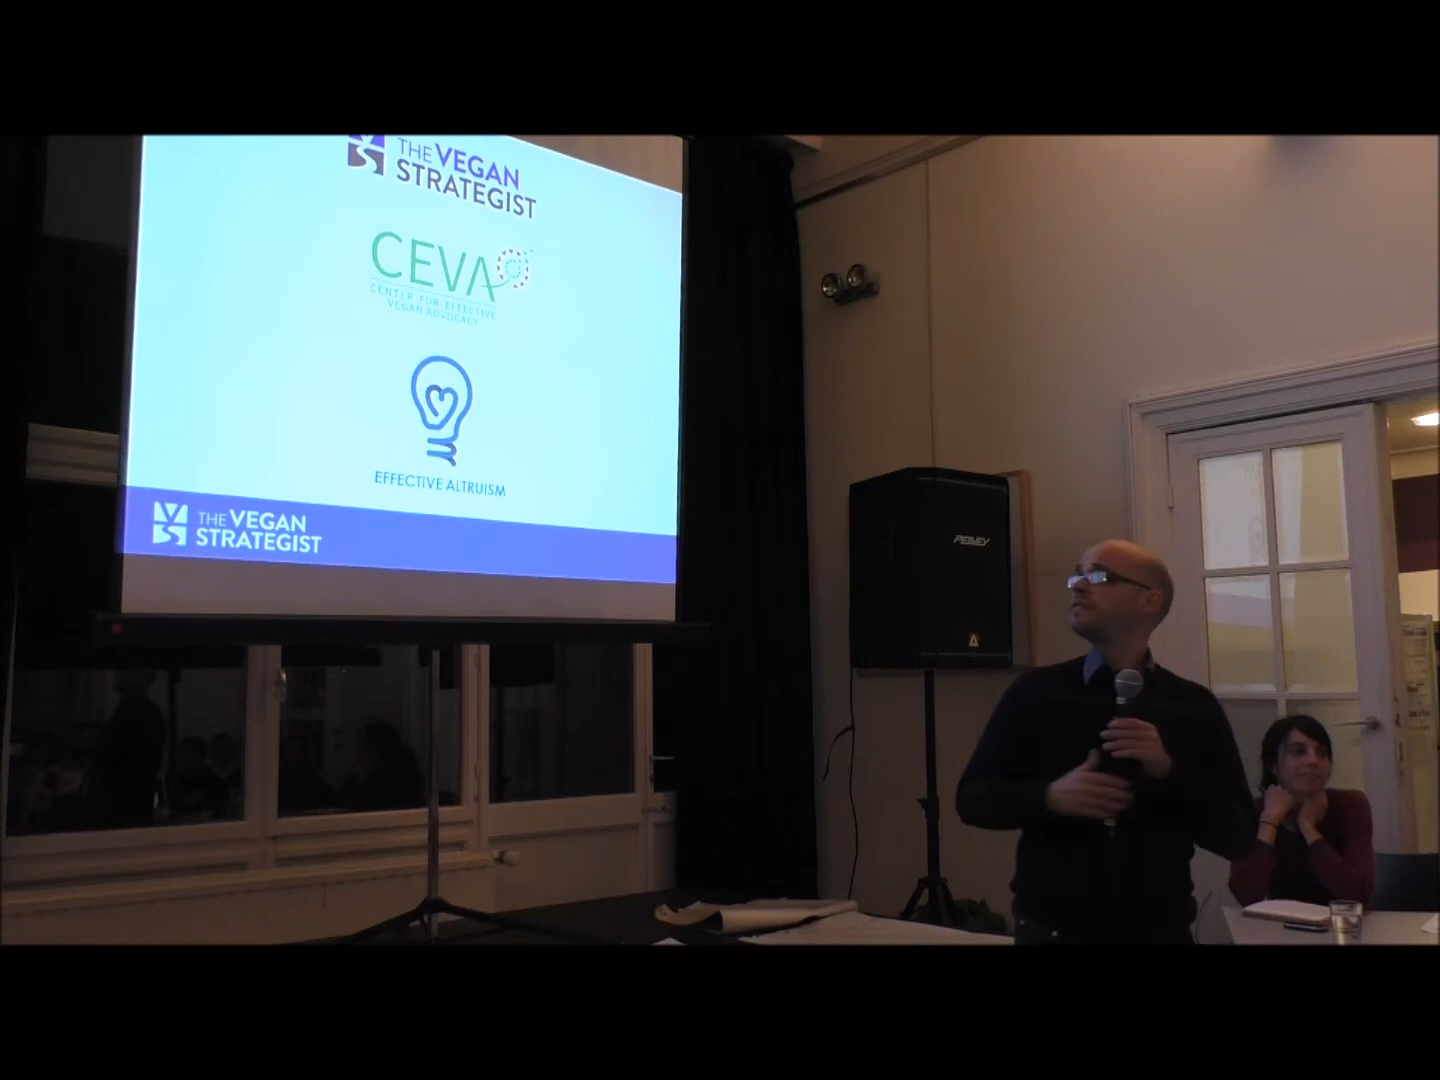 THE VEGAN
STRATEGIST
CEVA
CENTER FOR EFFECTIVE
VEGAN ADVOCACY
EFFECTIVE ALTRUISM
THE VEGAN
STRATEGIST
PEAVEY